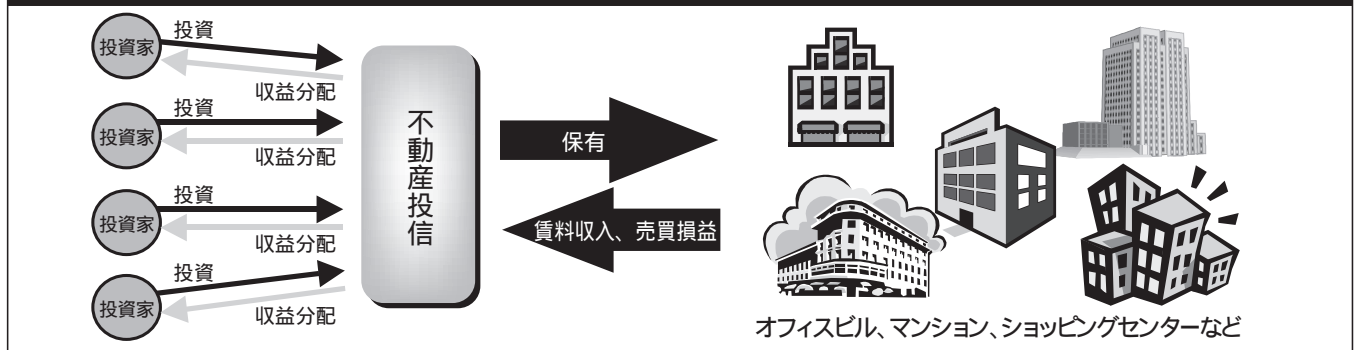 投資家
投資
収益分配
投資家
投資
収益分配
投資家
投資
収益分配
投資家
投資
収益分配
不動産投信
保有
賃料収入、売買損益
オフィスビル、マンション、ショッピングセンターなど